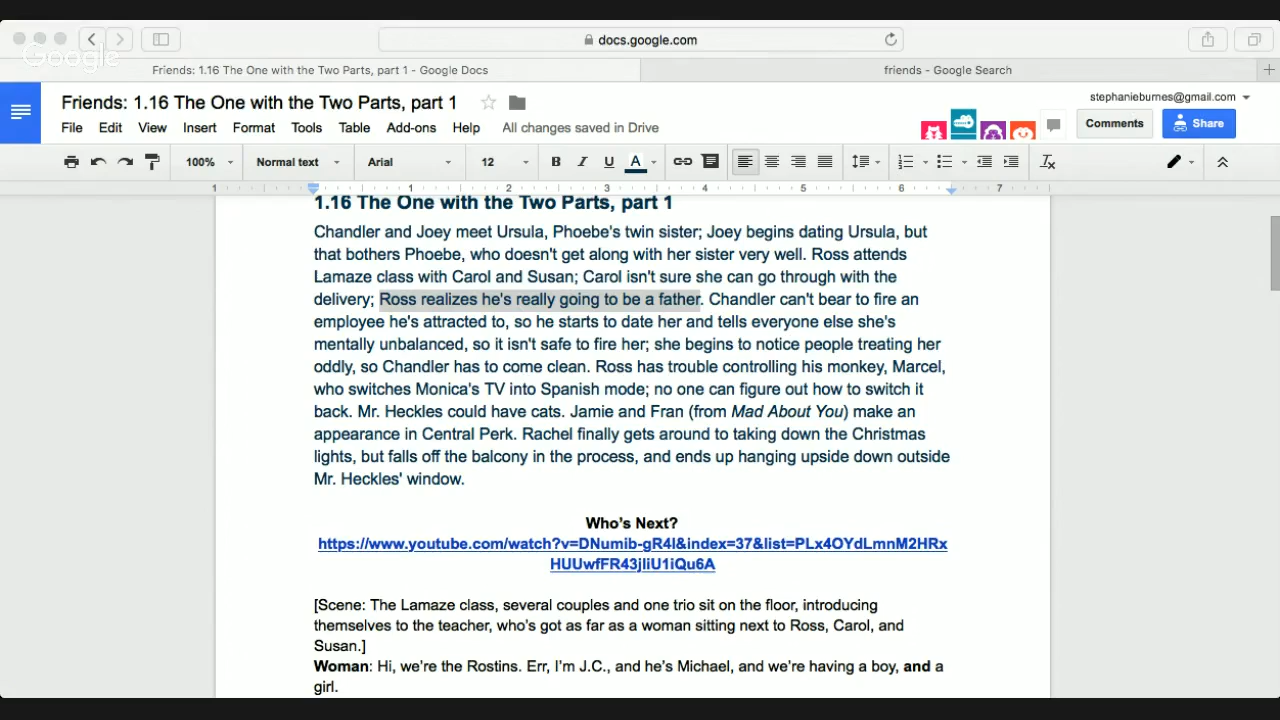 docs.google.com
Google
Friends: 1.16 The One with the Two Parts, part 1 - Google Docs
friends - Google Search
Friends: 1.16 The One with the Two Parts, part 1
stephanieburnes@gmail.com
File Edit View Insert Format Tools Table Add-ons Help All changes saved in Drive
Comments
Share
100% Normal text Arial 12 B I U A
1 1 2 3 4 5 6 7
1.16 The One with the Two Parts, part 1
Chandler and Joey meet Ursula, Phoebe's twin sister; Joey begins dating Ursula, but
that bothers Phoebe, who doesn't get along with her sister very well. Ross attends
Lamaze class with Carol and Susan; Carol isn't sure she can go through with the
delivery; Ross realizes he's really going to be a father. Chandler can't bear to fire an
employee he's attracted to, so he starts to date her and tells everyone else she's
mentally unbalanced, so it isn't safe to fire her; she begins to notice people treating her
oddly, so Chandler has to come clean. Ross has trouble controlling his monkey, Marcel,
who switches Monica's TV into Spanish mode; no one can figure out how to switch it
back. Mr. Heckles could have cats. Jamie and Fran (from Mad About You) make an
appearance in Central Perk. Rachel finally gets around to taking down the Christmas
lights, but falls off the balcony in the process, and ends up hanging upside down outside
Mr. Heckles' window.
Who's Next?
https://www.youtube.com/watch?v=DNumib-gR4I&index=37&list=PLx4OYdLmnM2HRx
HUUwfFR43jliU1iQu6A
[Scene: The Lamaze class, several couples and one trio sit on the floor, introducing
themselves to the teacher, who's got as far as a woman sitting next to Ross, Carol, and
Susan.]
Woman: Hi, we're the Rostins. Err, I'm J.C., and he's Michael, and we're having a boy, and a
girl.